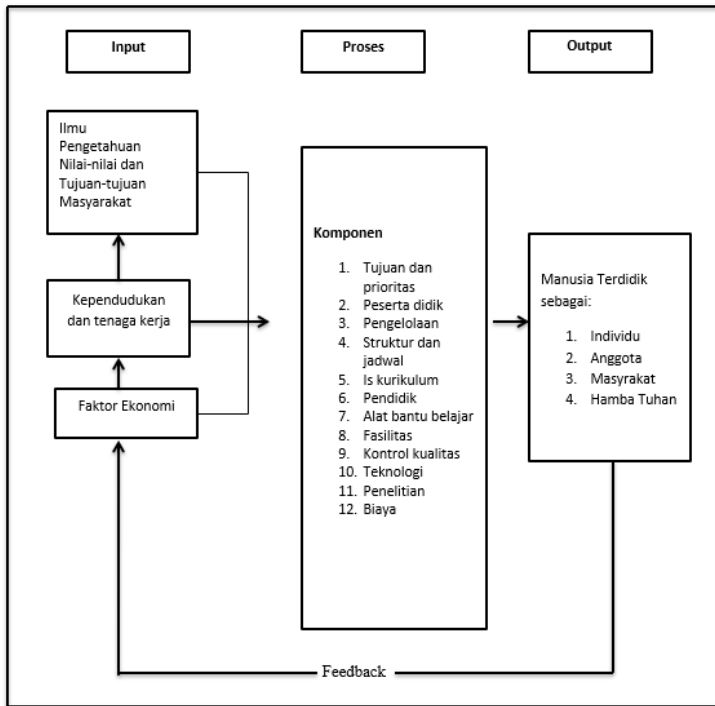 Input
Proses
Output
Ilmu
Pengetahuan
Nilai-nilai dan
Tujuan-tujuan
Masyarakat
Kependudukan
dan tenaga kerja
Faktor Ekonomi
Komponen
1. Tujuan dan
prioritas
2. Peserta didik
3. Pengelolaan
4. Struktur dan
jadwal
5. Is kurikulum
6. Pendidik
7. Alat bantu belajar
8. Fasilitas
9. Kontrol kualitas
10. Teknologi
11. Penelitian
12. Biaya
Manusia Terdidik
sebagai:
1. Individu
2. Anggota
3. Masyrakat
4. Hamba Tuhan
Feedback